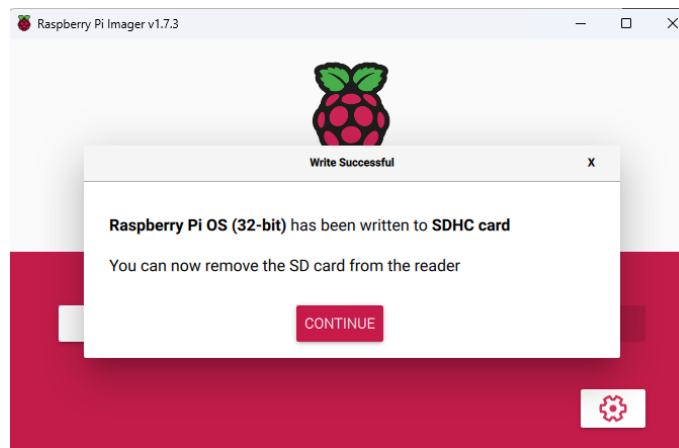 Raspberry Pi Imager v1.7.3
Write Successful
X
Raspberry Pi OS (32-bit) has been written to SDHC card
You can now remove the SD card from the reader
CONTINUE